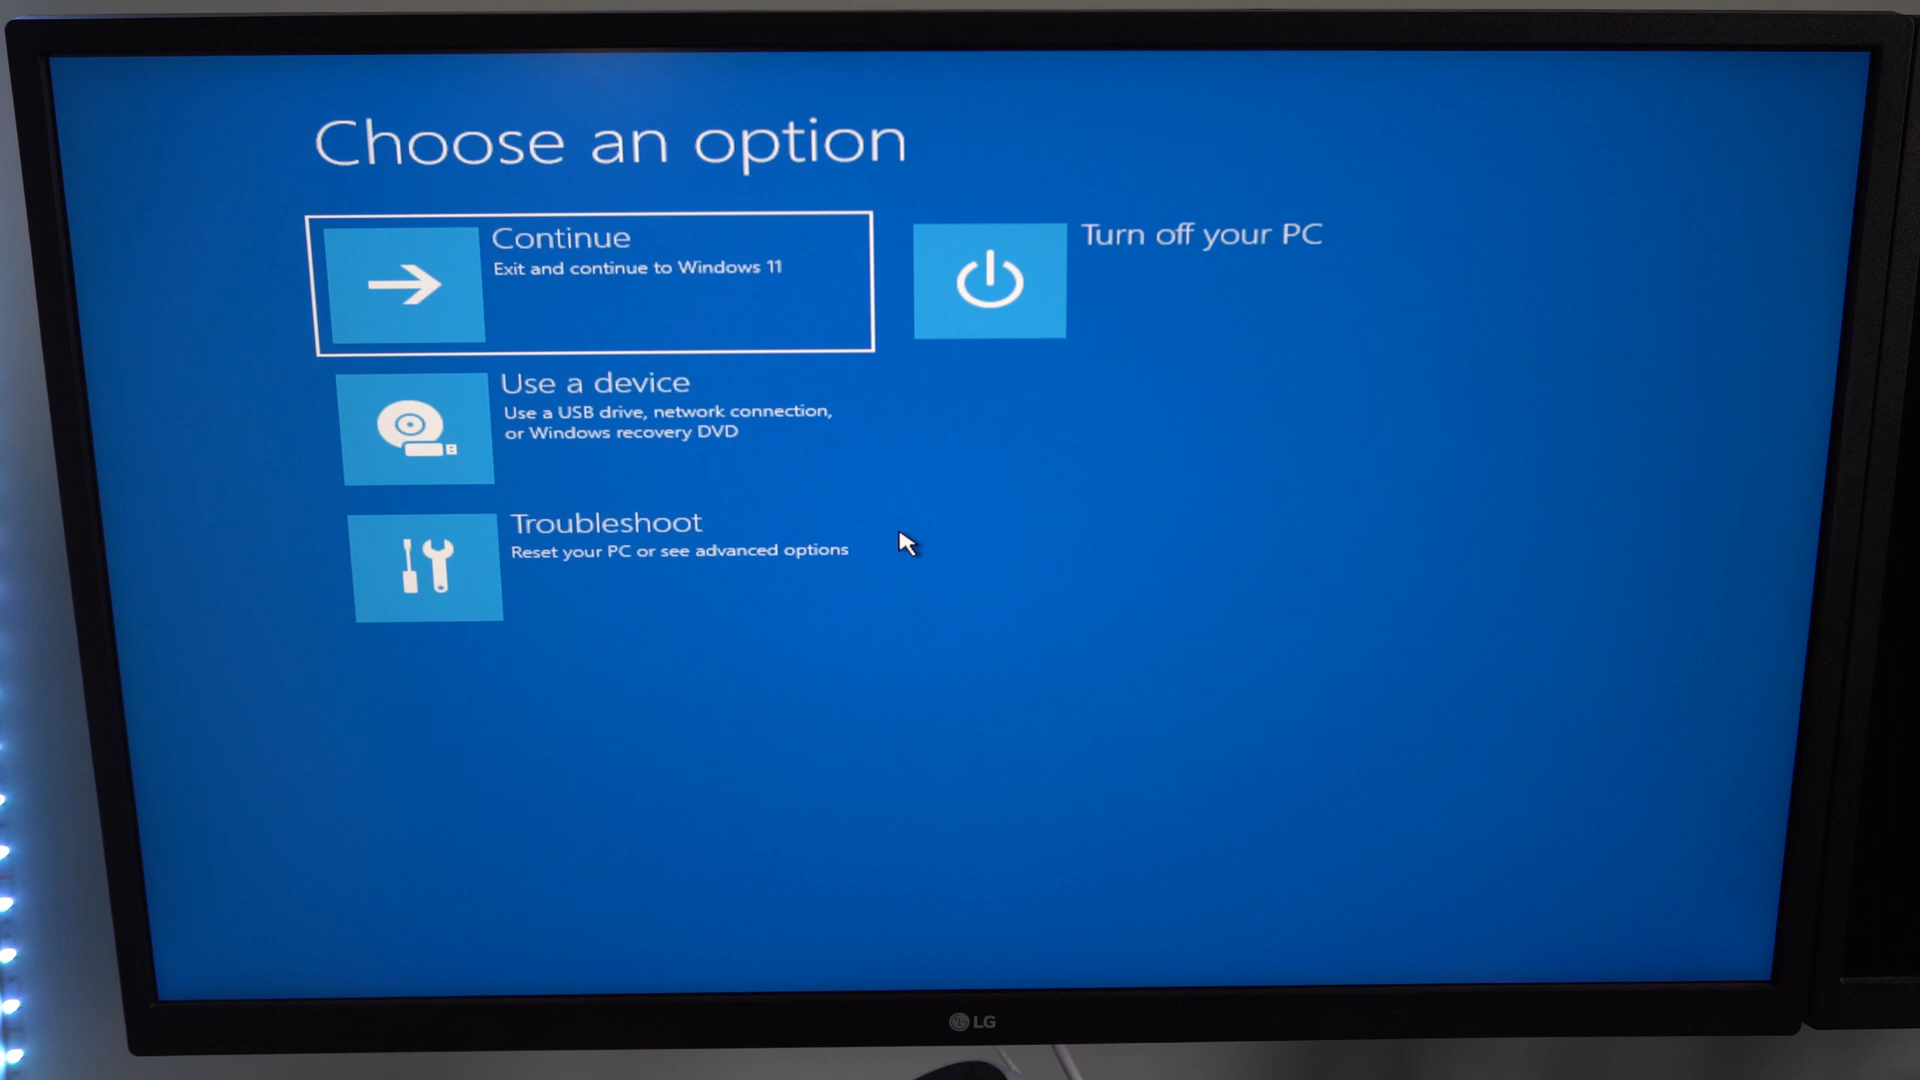 Choose an option
Continue
Exit and continue to Windows 11
Turn off your PC
Use a device
Use a USB drive, network connection,
or Windows recovery DVD
Troubleshoot
Reset your PC or see advanced options
LG